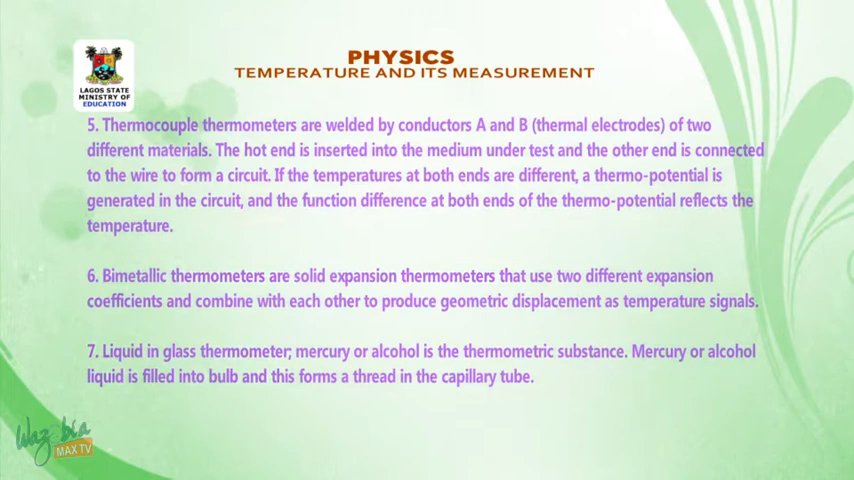 PHYSICS
TEMPERATURE AND ITS MEASUREMENT
LAGOS STATE
MINISTRY OF
EDUCATION
5. Thermocouple thermometers are welded by conductors A and B (thermal electrodes) of two
different materials. The hot end is inserted into the medium under test and the other end is connected
to the wire to form a circuit. If the temperatures at both ends are different, a thermo-potential is
generated in the circuit, and the function difference at both ends of the thermo-potential reflects the
temperature.
6. Bimetallic thermometers are solid expansion thermometers that use two different expansion
coefficients and combine with each other to produce geometric displacement as temperature signals.
7. Liquid in glass thermometer; mercury or alcohol is the thermometric substance. Mercury or alcohol
liquid is filled into bulb and this forms a thread in the capillary tube.
Wazobia
MAX TV